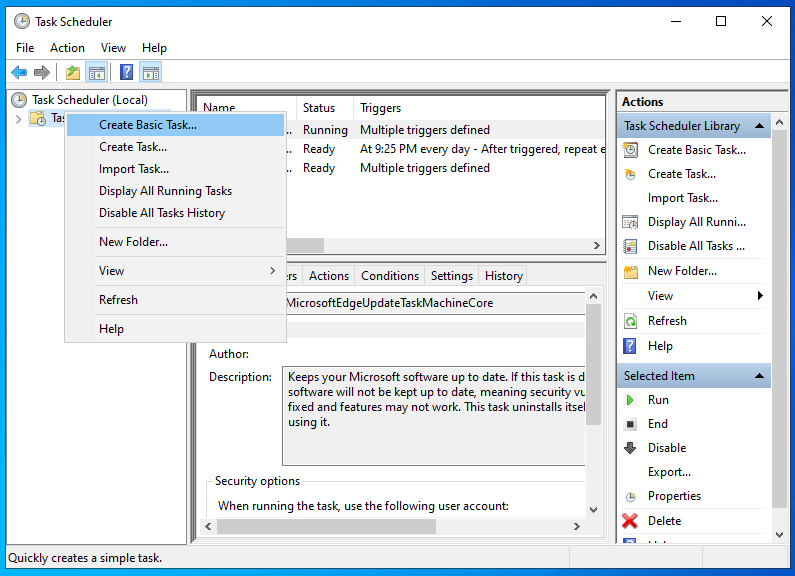 Task Scheduler
File Action View Help
Task Scheduler (Local)
Create Basic Task...
Create Task...
Import Task...
Display All Running Tasks
Disable All Tasks History
New Folder...
View
Refresh
Help
Name Status Triggers
Running Multiple triggers defined
Ready At 9:25 PM every day - After triggered, repeat e
Ready Multiple triggers defined
Actions Conditions Settings History
MicrosoftEdgeUpdateTaskMachineCore
Author:
Description: Keeps your Microsoft software up to date. If this task is d
software will not be kept up to date, meaning security vu
fixed and features may not work. This task uninstalls itsel
using it.
Security options
When running the task, use the following user account:
Actions
Task Scheduler Library
Create Basic Task...
Create Task...
Import Task...
Display All Runni...
Disable All Tasks ...
New Folder...
View
Refresh
Help
Selected Item
Run
End
Disable
Export...
Properties
Delete
Quickly creates a simple task.